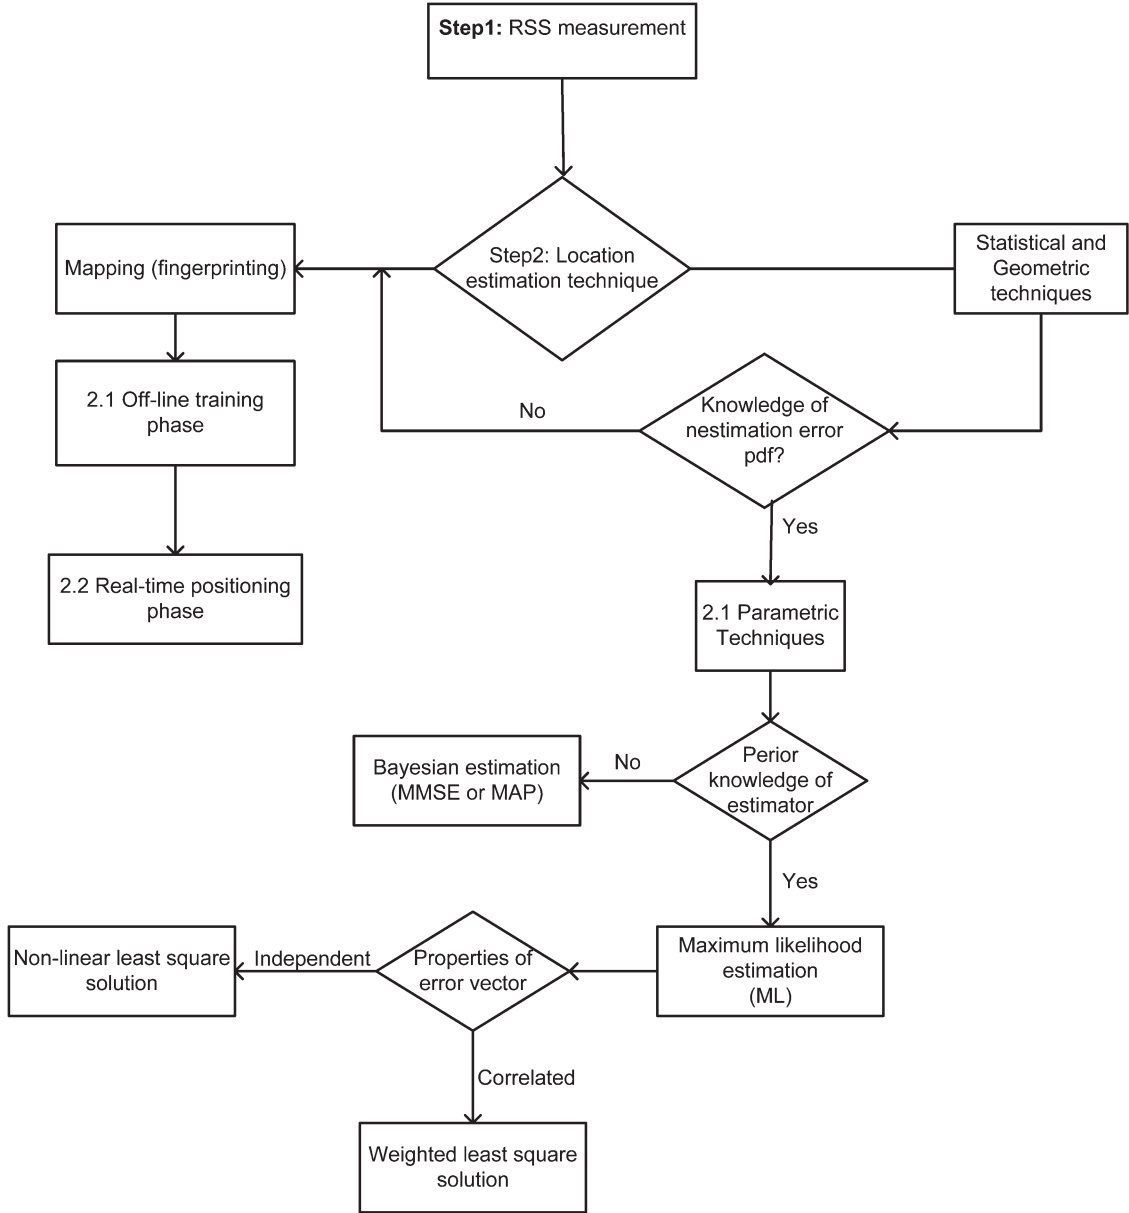 Step1: RSS measurement
Step2: Location
estimation technique
Mapping (fingerprinting)
Statistical and
Geometric
techniques
2.1 Off-line training
phase
No
Knowledge of
nestimation error
pdf?
Yes
2.2 Real-time positioning
phase
2.1 Parametric
Techniques
Bayesian estimation
(MMSE or MAP)
No
Perior
knowledge of
estimator
Yes
Non-linear least square
solution
Independent
Properties of
error vector
Maximum likelihood
estimation
(ML)
Correlated
Weighted least square
solution